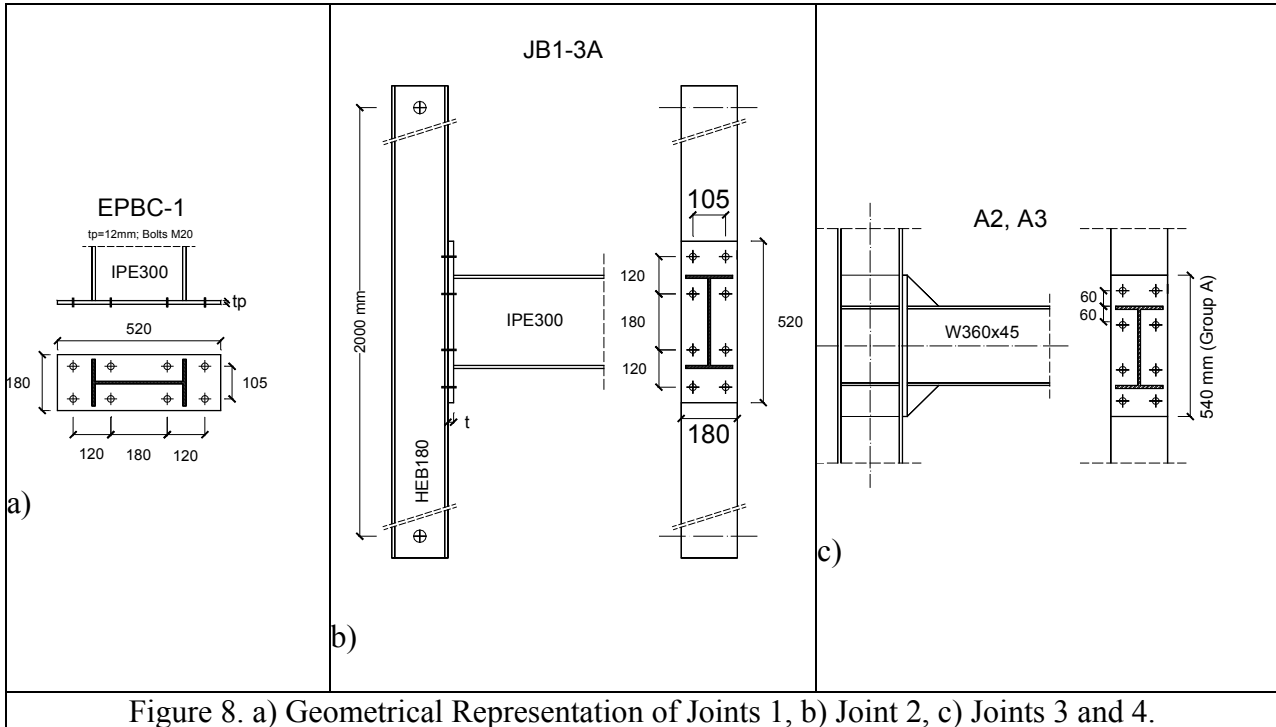 EPBC-1
tp=12mm; Bolts M20
IPE300
tp
520
180
105
120
180
120
a)
JB1-3A
2000 mm
HEB180
IPE300
t
105
120
180
120
520
180
b)
A2, A3
W360x45
60
60
540 mm (Group A)
c)
Figure 8. a) Geometrical Representation of Joints 1, b) Joint 2, c) Joints 3 and 4.